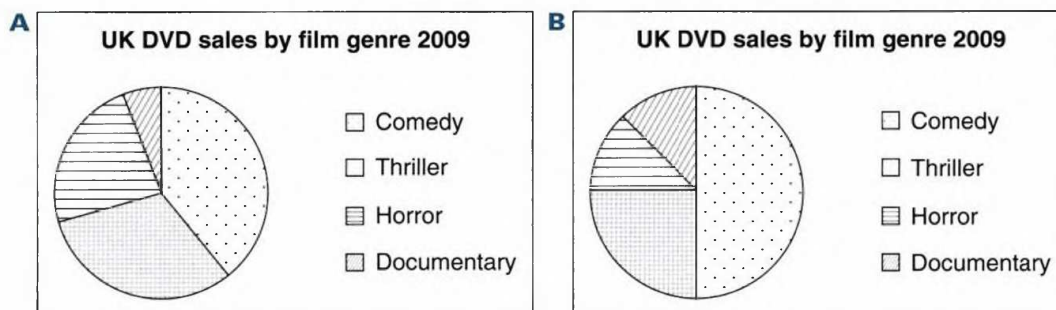 A
UK DVD sales by film genre 2009
Comedy
Thriller
Horror
Documentary
B
UK DVD sales by film genre 2009
Comedy
Thriller
Horror
Documentary